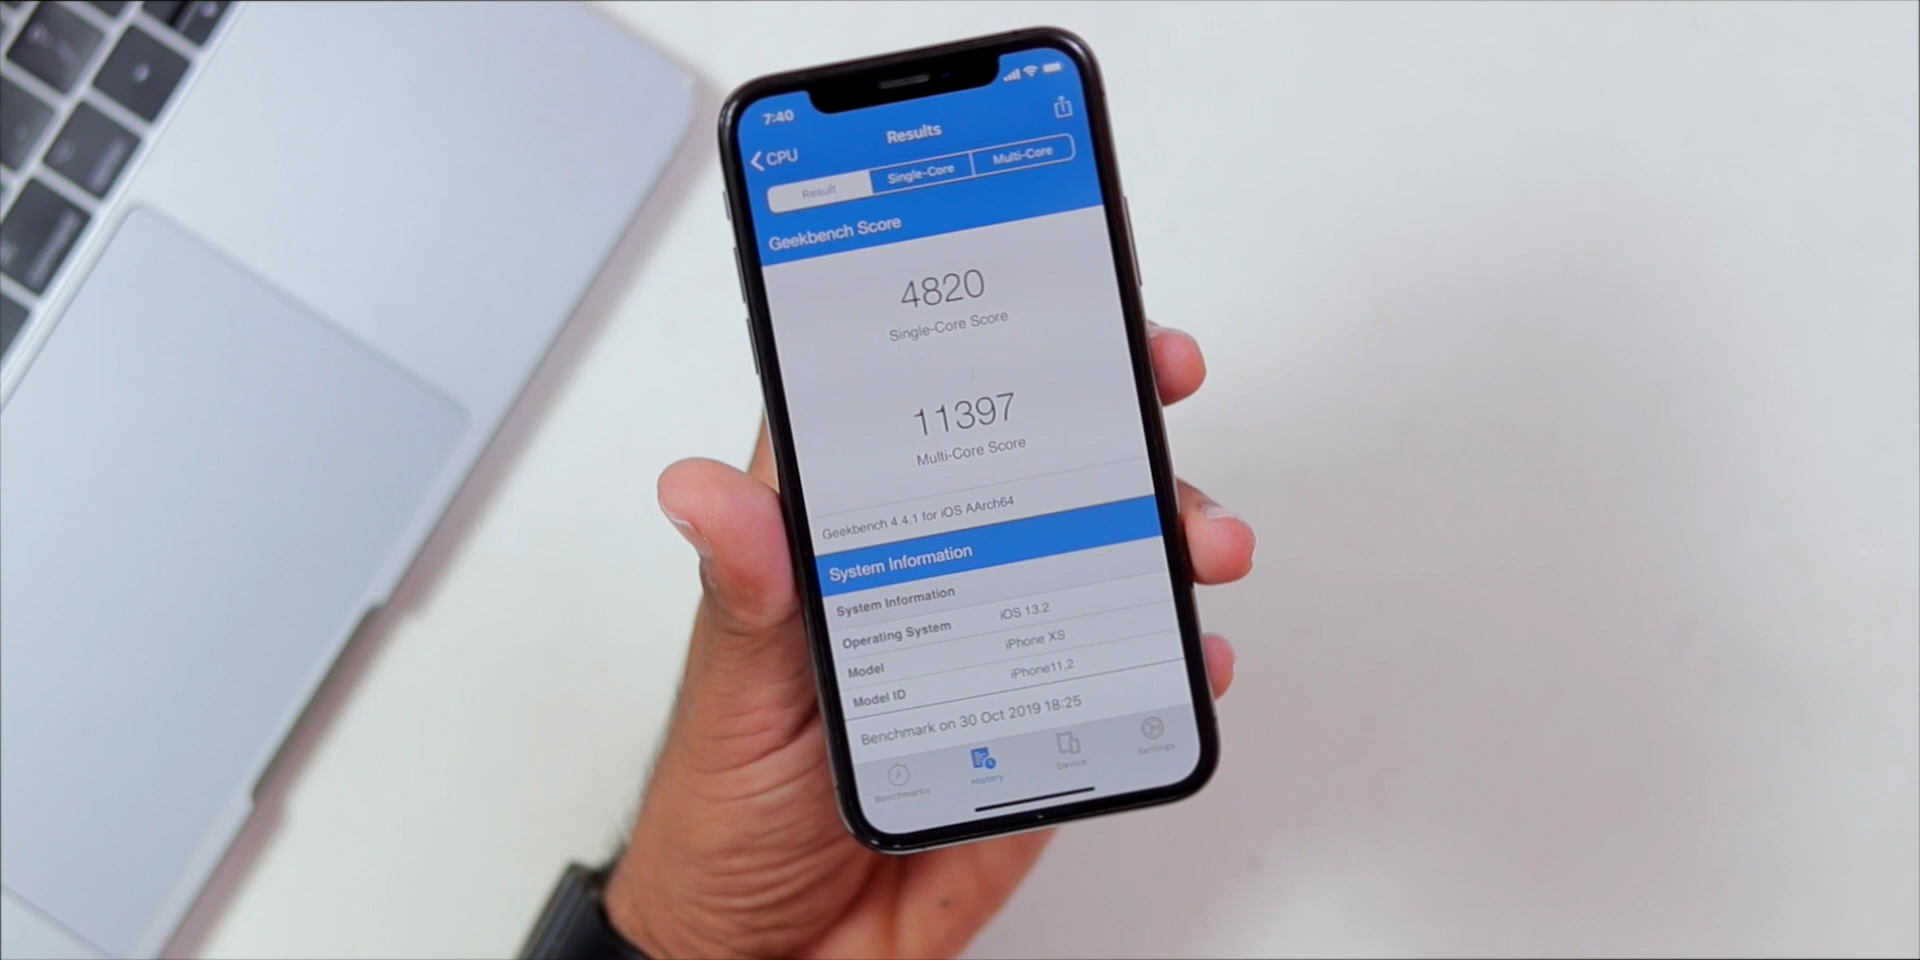 7:40
CPU
Results
Result
Single-Core
Multi-Core
Geekbench Score
4820
Single-Core Score
11397
Multi-Core Score
Geekbench 4.4.1 for iOS AArch64
System Information
System Information
Operating System iOS 13.2
Model iPhone XS
Model ID iPhone11,2
Benchmark on 30 Oct 2019 18:25
Benchmarks
History
Device
Settings